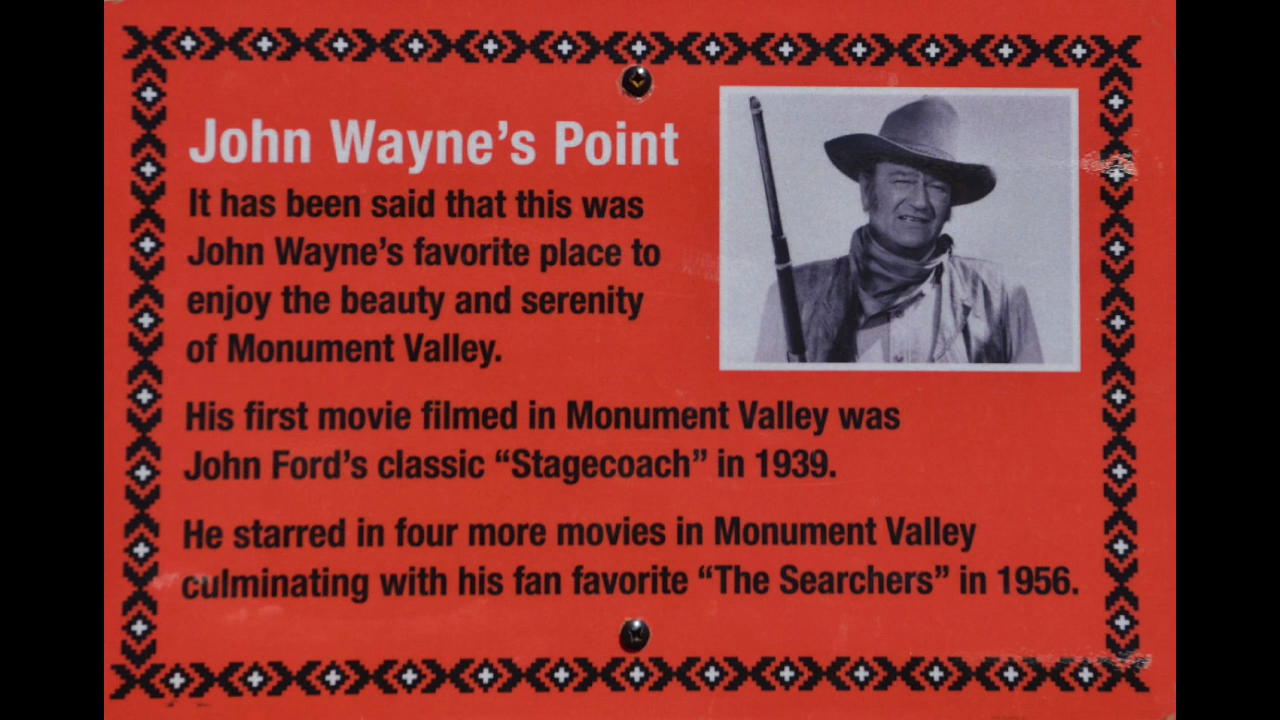 John Wayne's Point
It has been said that this was
John Wayne's favorite place to
enjoy the beauty and serenity
of Monument Valley.
His first movie filmed in Monument Valley was
John Ford's classic “Stagecoach” in 1939.
He starred in four more movies in Monument Valley
culminating with his fan favorite “The Searchers” in 1956.